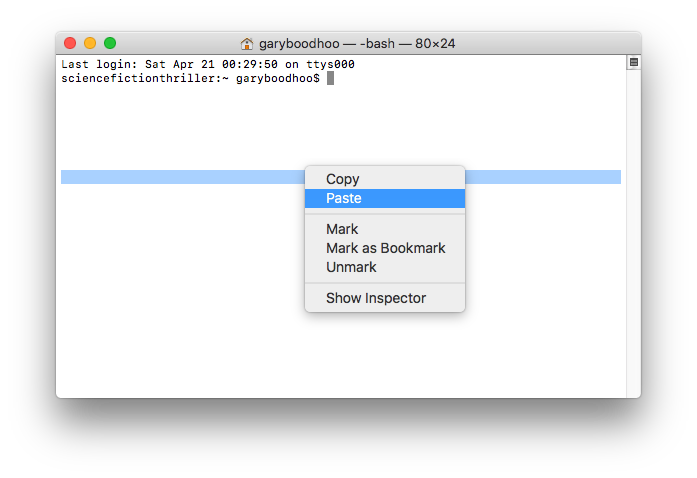 garyboodhoo — -bash — 80×24
Last login: Sat Apr 21 00:29:50 on ttys000
sciencefictionthriller:~ garyboodhoo$
Copy
Paste
Mark
Mark as Bookmark
Unmark
Show Inspector